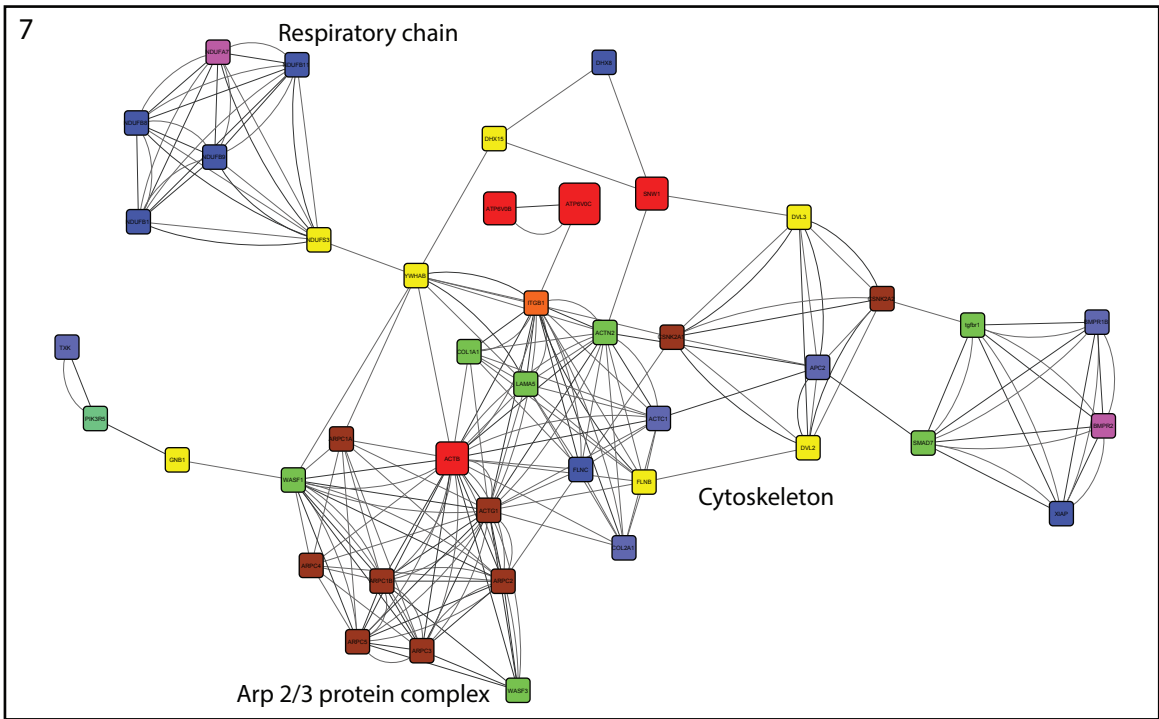 7
Respiratory chain
NDUFA7
NDUFB11
DHX8
NDUFB8
DHX15
NDUFB9
SNW1
ATP6V0B
ATP6V0C
NDUFB1
DVL3
NDUFS3
YWHAB
ITGB1
CSNK2A2
tgfbr1
BMPR1B
ACTN2
CSNK2A1
TXK
COL1A1
APC2
LAMA5
PIK3R5
ACTC1
BMPR2
ARPC1A
SMAD7
DVL2
GNB1
ACTB
FLNC
WASF1
FLNB
Cytoskeleton
ACTG1
XIAP
COL2A1
ARPC4
ARPC1B
ARPC2
ARPC5
ARPC3
WASF3
Arp 2/3 protein complex